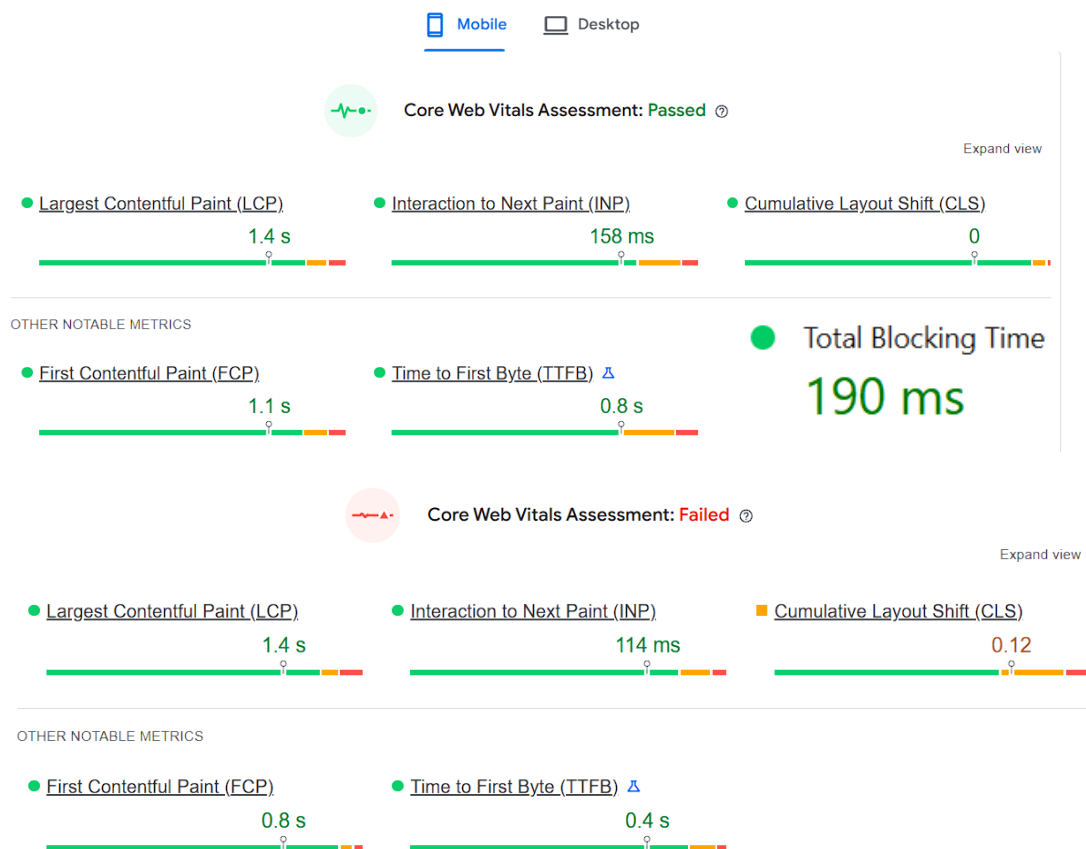 Mobile Desktop
Core Web Vitals Assessment: Passed
Expand view
Largest Contentful Paint (LCP) Interaction to Next Paint (INP) Cumulative Layout Shift (CLS)
1.4 s 158 ms 0
OTHER NOTABLE METRICS
Total Blocking Time
190 ms
First Contentful Paint (FCP) Time to First Byte (TTFB)
1.1 s 0.8 s
Core Web Vitals Assessment: Failed
Expand view
Largest Contentful Paint (LCP) Interaction to Next Paint (INP) Cumulative Layout Shift (CLS)
1.4 s 114 ms 0.12
OTHER NOTABLE METRICS
First Contentful Paint (FCP) Time to First Byte (TTFB)
0.8 s 0.4 s